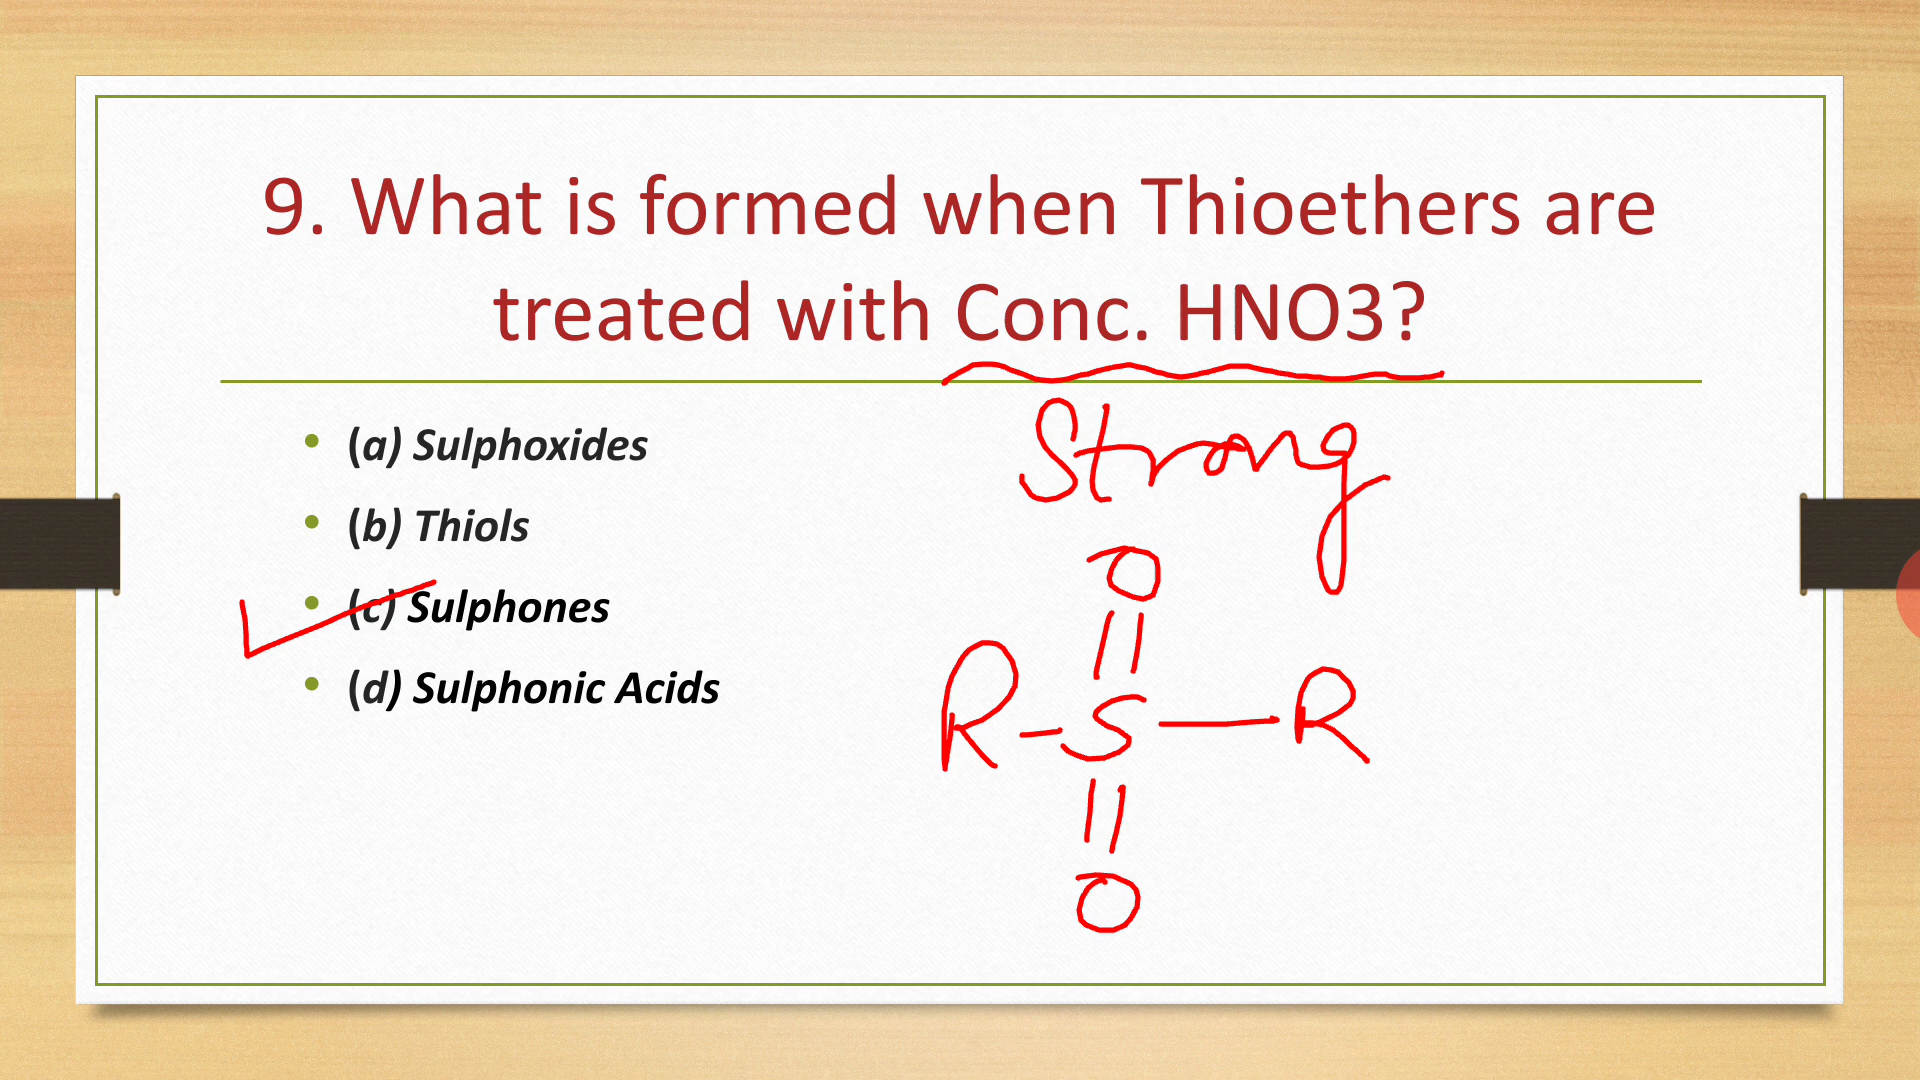 9. What is formed when Thioethers are
treated with Conc. HNO3?
• (a) Sulphoxides
• (b) Thiols
• (c) Sulphones
• (d) Sulphonic Acids
Strong
O
||
R-S—R
||
O